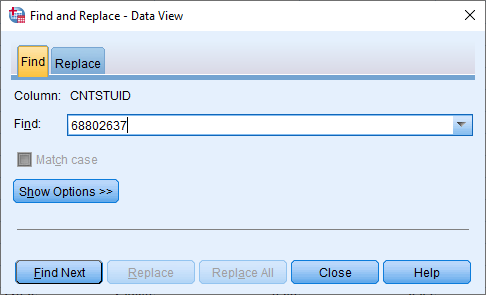 Find and Replace - Data View
Find Replace
Column: CNTSTUID
Find: 68802637
Match case
Show Options >>
Find Next Replace Replace All Close Help